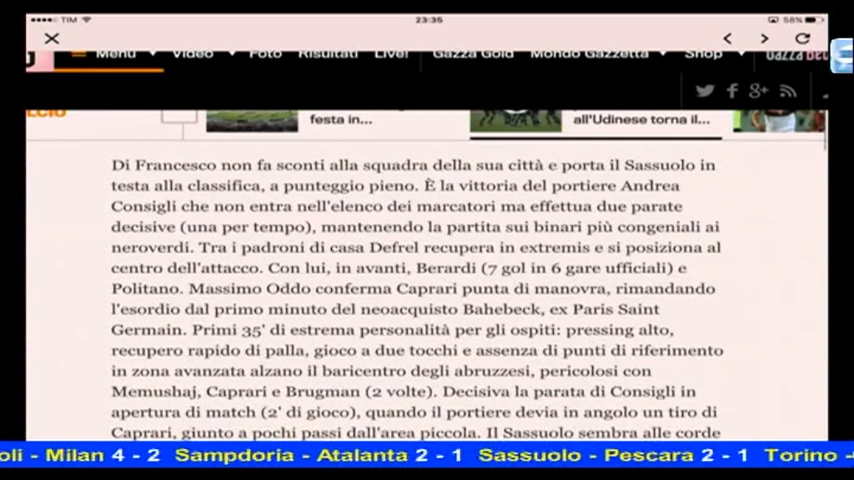 TIM
23:35
58%
Menu
Video
Foto
Risultati
Live!
Gazza Gold
Mondo Gazzetta
Shop
festa in...
all'Udinese torna il...
Di Francesco non fa sconti alla squadra della sua città e porta il Sassuolo in
testa alla classifica, a punteggio pieno. È la vittoria del portiere Andrea
Consigli che non entra nell'elenco dei marcatori ma effettua due parate
decisive (una per tempo), mantenendo la partita sui binari più congeniali ai
neroverdi. Tra i padroni di casa Defrel recupera in extremis e si posiziona al
centro dell'attacco. Con lui, in avanti, Berardi (7 gol in 6 gare ufficiali) e
Politano. Massimo Oddo conferma Caprari punta di manovra, rimandando
l'esordio dal primo minuto del neoacquisto Bahebeck, ex Paris Saint
Germain. Primi 35' di estrema personalità per gli ospiti: pressing alto,
recupero rapido di palla, gioco a due tocchi e assenza di punti di riferimento
in zona avanzata alzano il baricentro degli abruzzesi, pericolosi con
Memushaj, Caprari e Brugman (2 volte). Decisiva la parata di Consigli in
apertura di match (2' di gioco), quando il portiere devia in angolo un tiro di
Caprari, giunto a pochi passi dall'area piccola. Il Sassuolo sembra alle corde
oli - Milan 4 - 2 Sampdoria - Atalanta 2 - 1 Sassuolo - Pescara 2 - 1 Torino -